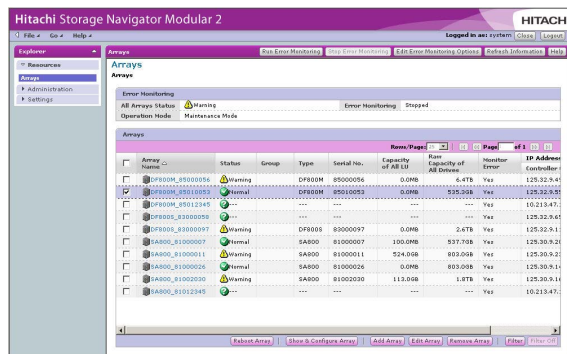 Hitachi Storage Navigator Modular 2
HITACH
File Go Help
Logged in as: system Close Logout
Explorer
Arrays
Run Error Monitoring Stop Error Monitoring Edit Error Monitoring Options Refresh Information Help
Resources
Arrays
Administration
Settings
Arrays
Arrays
Error Monitoring
All Arrays Status Warning Error Monitoring Stopped
Operation Mode Maintenance Mode
Arrays
Rows/Page: 25 Page of 1
Array Name Status Group Type Serial No. Capacity of All LU Raw Capacity of All Drives Monitor Error IP Address Controller
DF800M_85000056 Warning DF800M 85000056 0.0MB 6.4TB Yes 125.32.9.4
DF800M_85010053 Normal DF800M 85010053 0.0MB 535.3GB Yes 125.32.9.5
DF800M_85012345 --- --- --- --- --- Yes 10.213.47.
DF800S_83000058 --- --- --- --- --- Yes 125.32.9.6
DF800S_83000097 Warning DF800S 83000097 0.0MB 2.6TB Yes 125.32.9.1
SA800_81000007 Normal SA800 81000007 100.0MB 537.7GB Yes 125.30.9.2
SA800_81000011 Warning SA800 81000011 524.0GB 803.0GB Yes 125.30.9.2
SA800_81000026 Normal SA800 81000026 0.0MB 803.0GB Yes 125.30.9.1
SA800_81002030 Warning SA800 81002030 113.0GB 1.8TB Yes 125.30.9.1
SA800_81012345 --- --- --- --- --- Yes 10.213.47.
Reboot Array Show & Configure Array Add Array Edit Array Remove Array Filter Filter Off